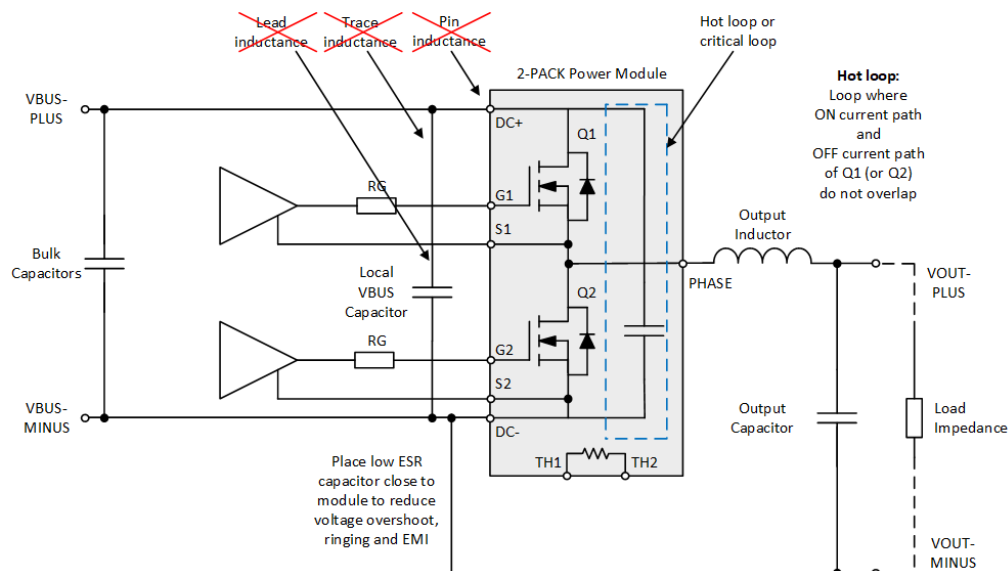 Lead
inductance
Trace
inductance
Pin
inductance
Hot loop or
critical loop
2-PACK Power Module
Hot loop:
Loop where
ON current path
and
OFF current path
of Q1 (or Q2)
do not overlap
VBUS-
PLUS
DC+
Q1
RG
G1
S1
Output
Inductor
Bulk
Capacitors
Local
VBUS
Capacitor
PHASE
VOUT-
PLUS
Q2
RG
G2
S2
VBUS-
MINUS
DC-
Output
Capacitor
Load
Impedance
TH1
TH2
Place low ESR
capacitor close to
module to reduce
voltage overshoot,
ringing and EMI
VOUT-
MINUS